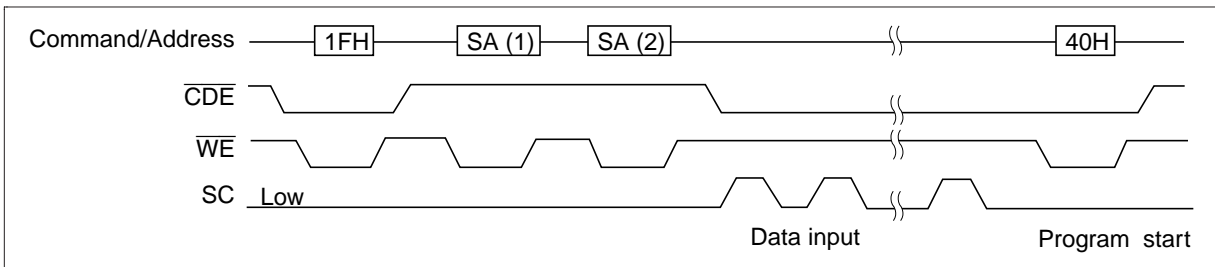 Command/Address 1FH SA (1) SA (2) 40H
CDE
WE
SC Low
Data input Program start